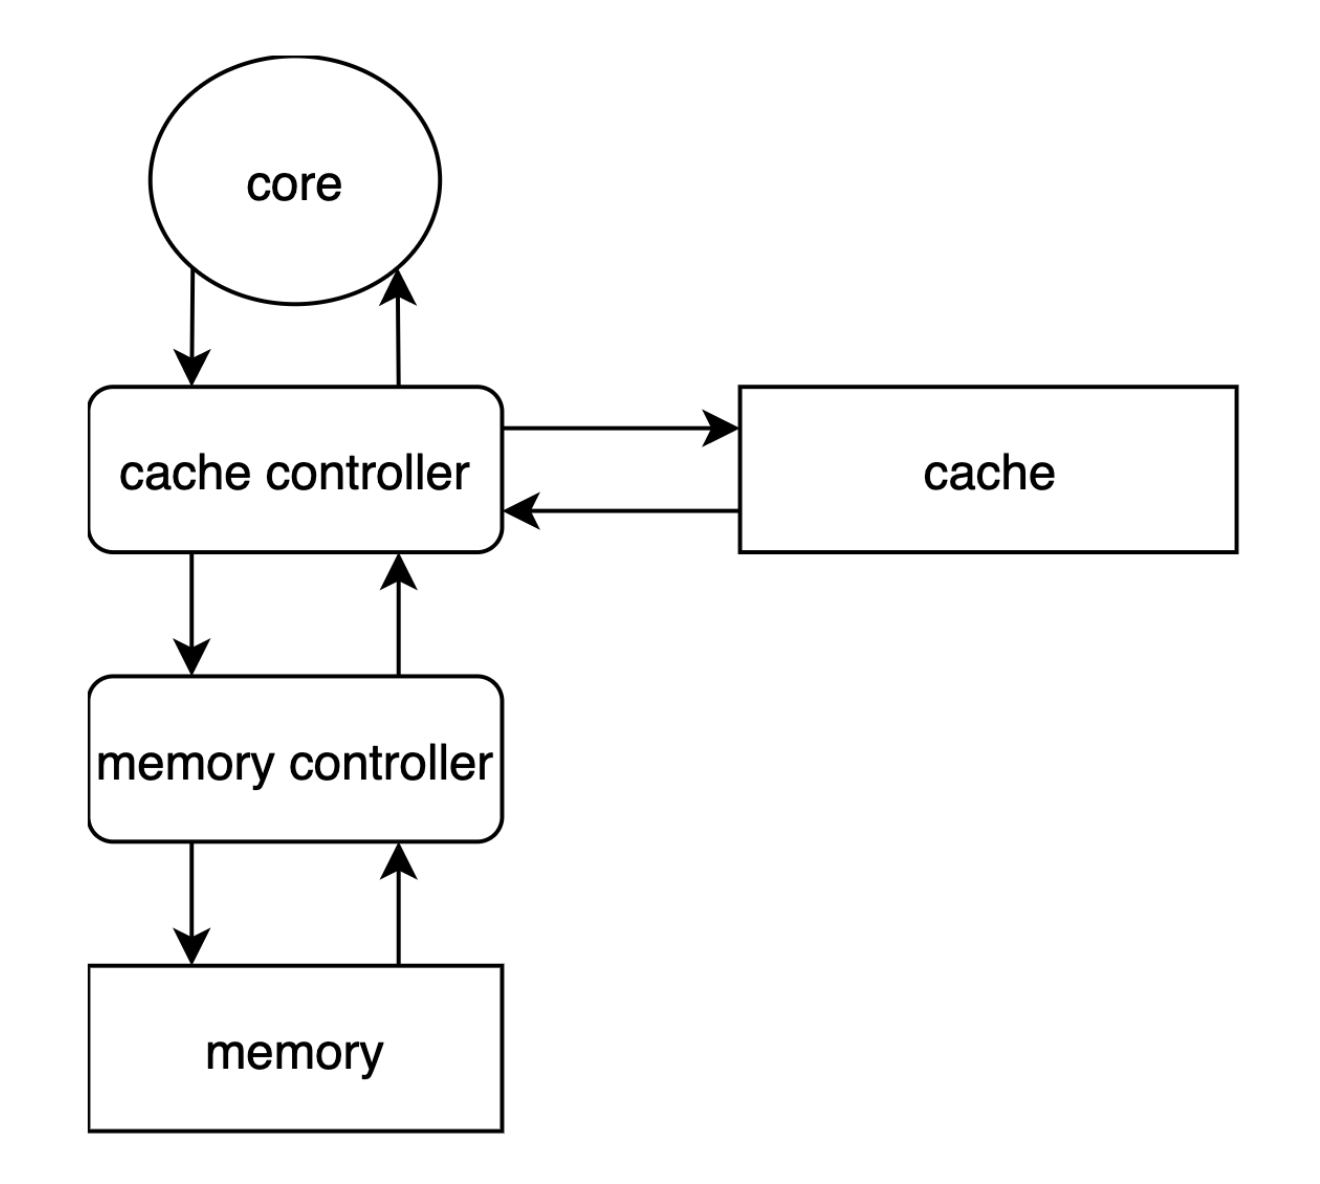 core
cache controller
cache
memory controller
memory